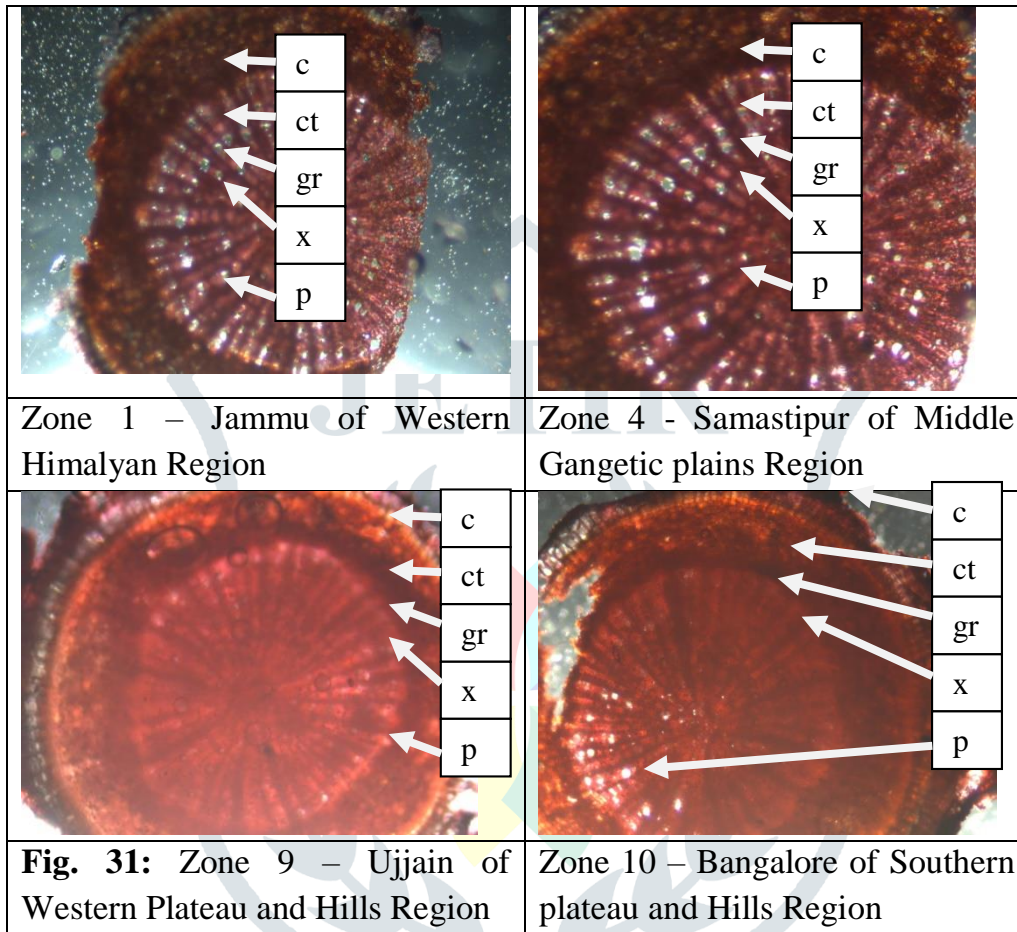 c
ct
gr
x
p
c
ct
gr
x
p
Zone 1 – Jammu of Western
Himalyan Region
Zone 4 - Samastipur of Middle
Gangetic plains Region
c
ct
gr
x
p
c
ct
gr
x
p
Fig. 31: Zone 9 – Ujjain of
Western Plateau and Hills Region
Zone 10 – Bangalore of Southern
plateau and Hills Region